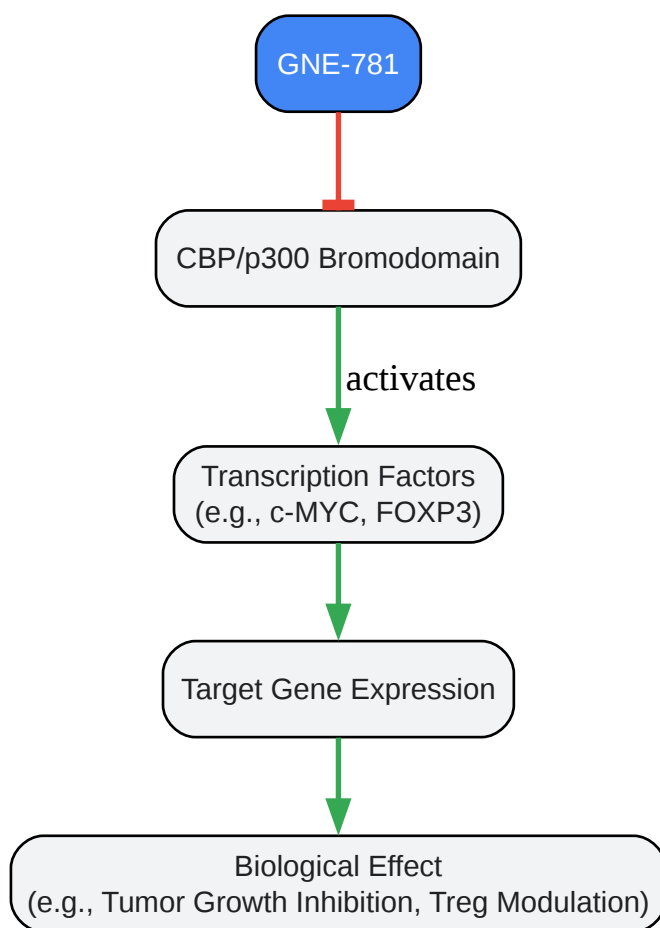 GNE-781
CBP/p300 Bromodomain
activates
Transcription Factors
(e.g., c-MYC, FOXP3)
Target Gene Expression
Biological Effect
(e.g., Tumor Growth Inhibition, Treg Modulation)